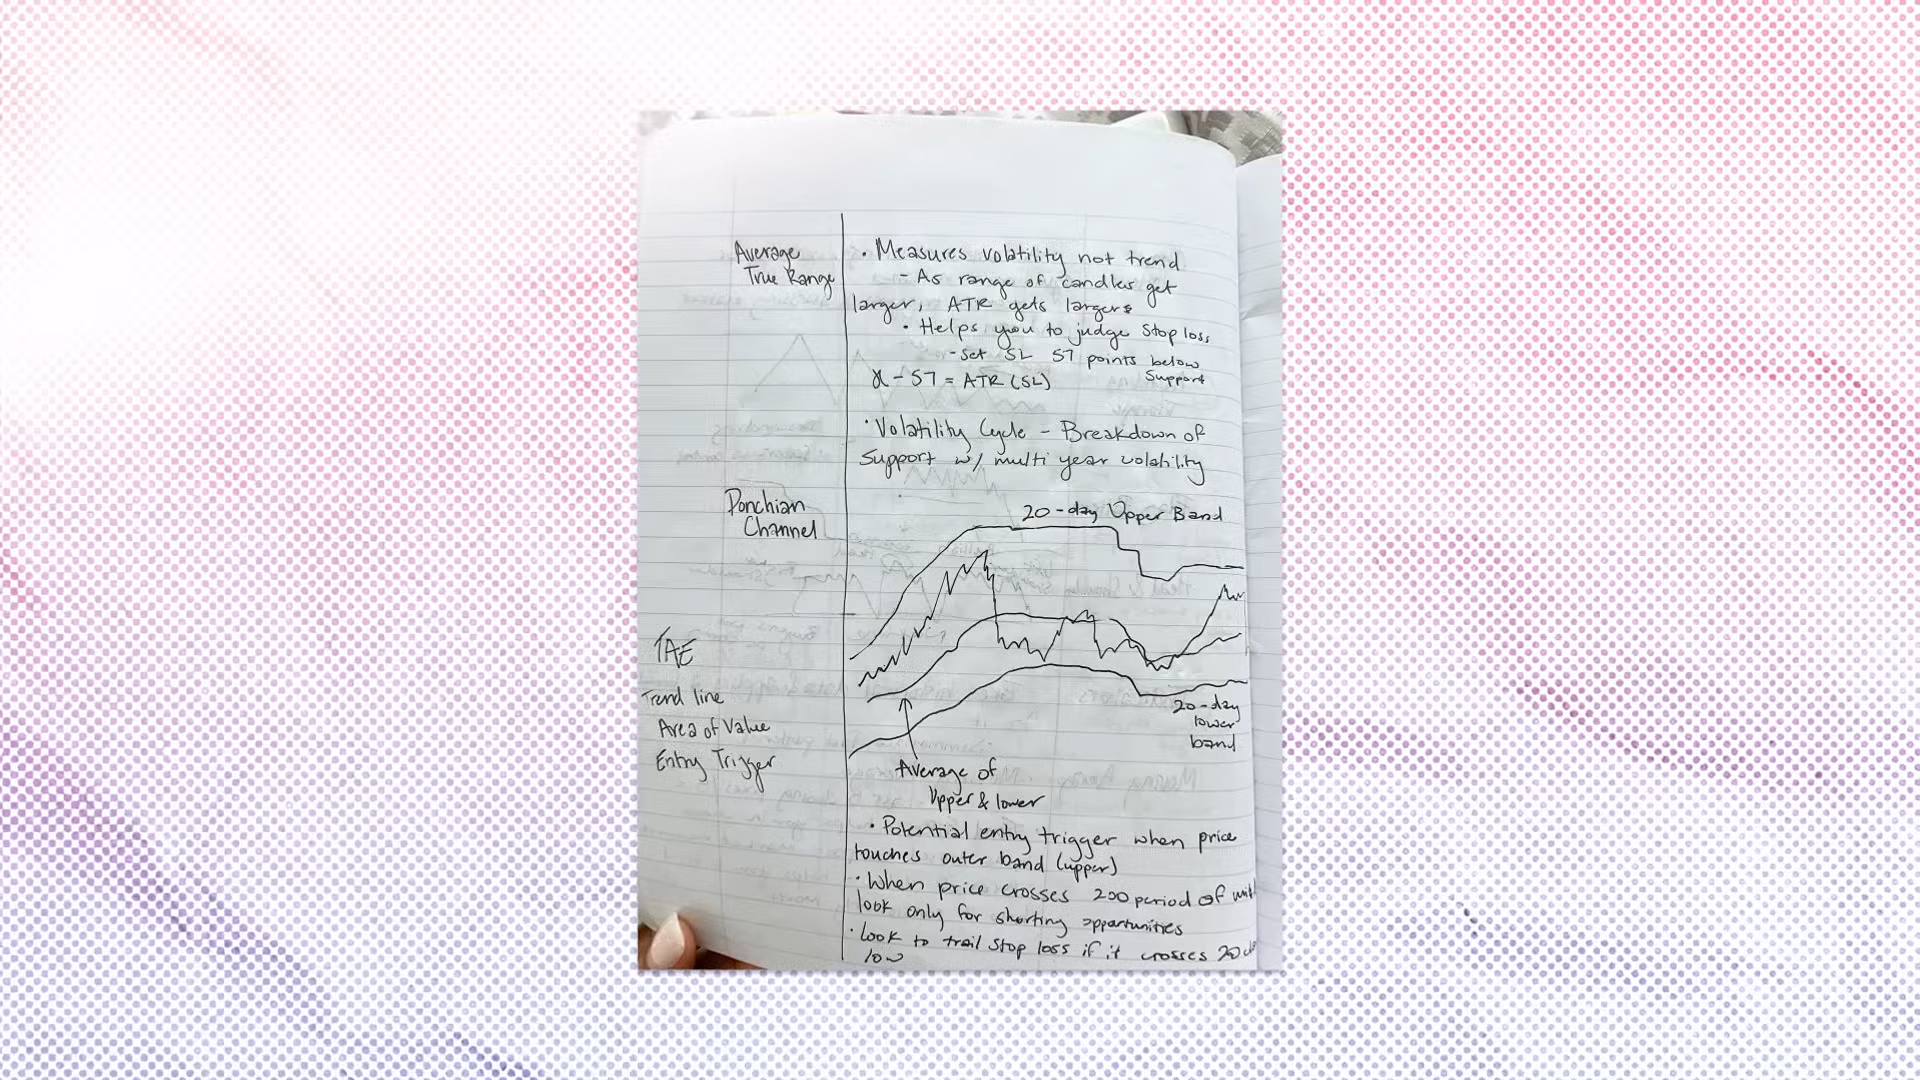 Average
True Range
· Measures volatility not trend
- As range of candles get
larger, ATR gets larger
· Helps you to judge Stop loss
- Set SL 57 points below
Support
x - 57 = ATR (SL)
· Volatility Cycle - Breakdown of
Support w/ multi year volatility
Donchian
Channel
20-day Upper Band
20-day
lower
band
Average of
Upper & lower
TAE
Trend line
Area of Value
Entry Trigger
· Potential entry trigger when price
touches outer band (upper)
· When price crosses 200 period of
look only for shorting opportunities
· Look to trail stop loss if it crosses 20
low